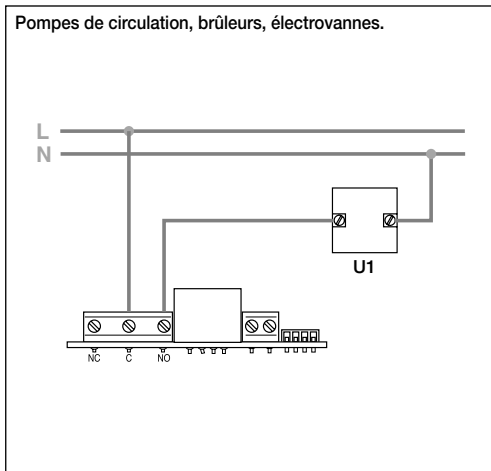 Pompes de circulation, brûleurs, électrovannes.
L
N
U1
NC C NO